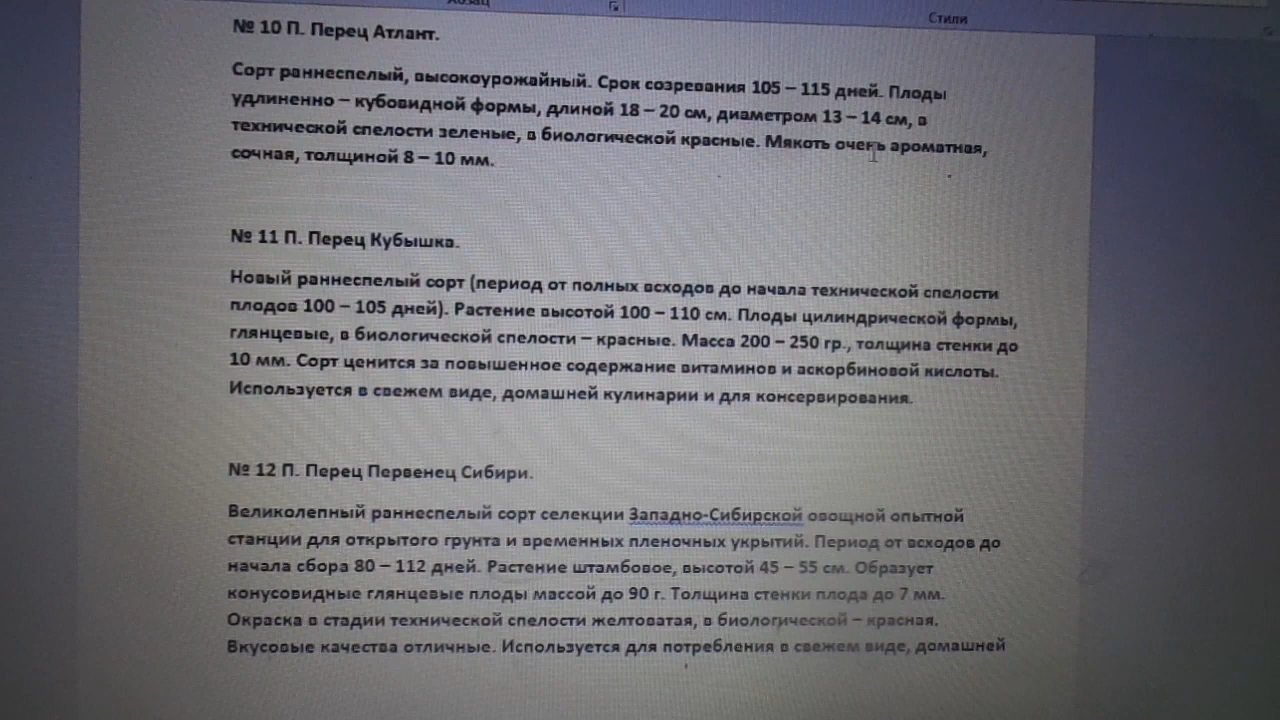 Абзац
Стили
№ 10 П. Перец Атлант.
Сорт раннеспелый, высокоурожайный. Срок созревания 105 – 115 дней. Плоды
удлиненно – кубовидной формы, длиной 18 – 20 см, диаметром 13 – 14 см, в
технической спелости зеленые, в биологической красные. Мякоть очень ароматная,
сочная, толщиной 8 – 10 мм.
№ 11 П. Перец Кубышка.
Новый раннеспелый сорт (период от полных всходов до начала технической спелости
плодов 100 – 105 дней). Растение высотой 100 – 110 см. Плоды цилиндрической формы,
глянцевые, в биологической спелости – красные. Масса 200 – 250 гр., толщина стенки до
10 мм. Сорт ценится за повышенное содержание витаминов и аскорбиновой кислоты.
Используется в свежем виде, домашней кулинарии и для консервирования.
№ 12 П. Перец Первенец Сибири.
Великолепный раннеспелый сорт селекции Западно-Сибирской овощной опытной
станции для открытого грунта и временных пленочных укрытий. Период от всходов до
начала сбора 80 – 112 дней. Растение штамбовое, высотой 45 – 55 см. Образует
конусовидные глянцевые плоды массой до 90 г. Толщина стенки плода до 7 мм.
Окраска в стадии технической спелости желтоватая, в биологической – красная.
Вкусовые качества отличные. Используется для потребления в свежем виде, домашней